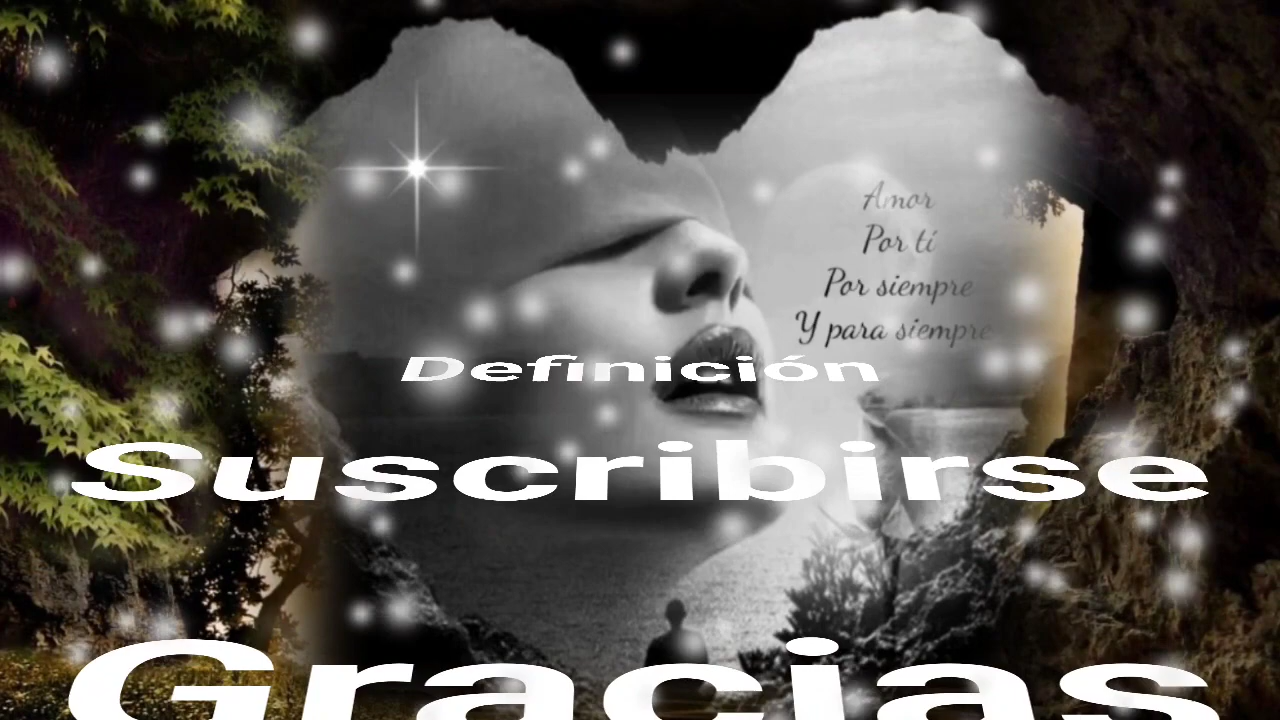 Amor
Por tí
Por siempre
Y para siempre
Definición
Suscribirse
Gracias